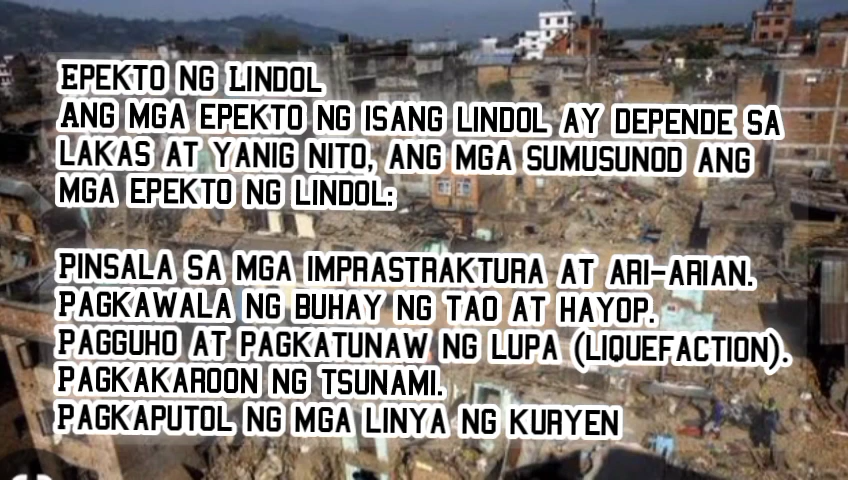 Epekto ng Lindol
Ang mga epekto ng isang lindol ay depende sa
lakas at yanig nito, ang mga sumusunod ang
mga epekto ng lindol:
Pinsala sa mga imprastraktura at ari-arian.
Pagkawala ng buhay ng tao at hayop.
Pagguho at pagkatunaw ng lupa (liquefaction).
Pagkakaroon ng tsunami.
Pagkaputol ng mga linya ng kuryen